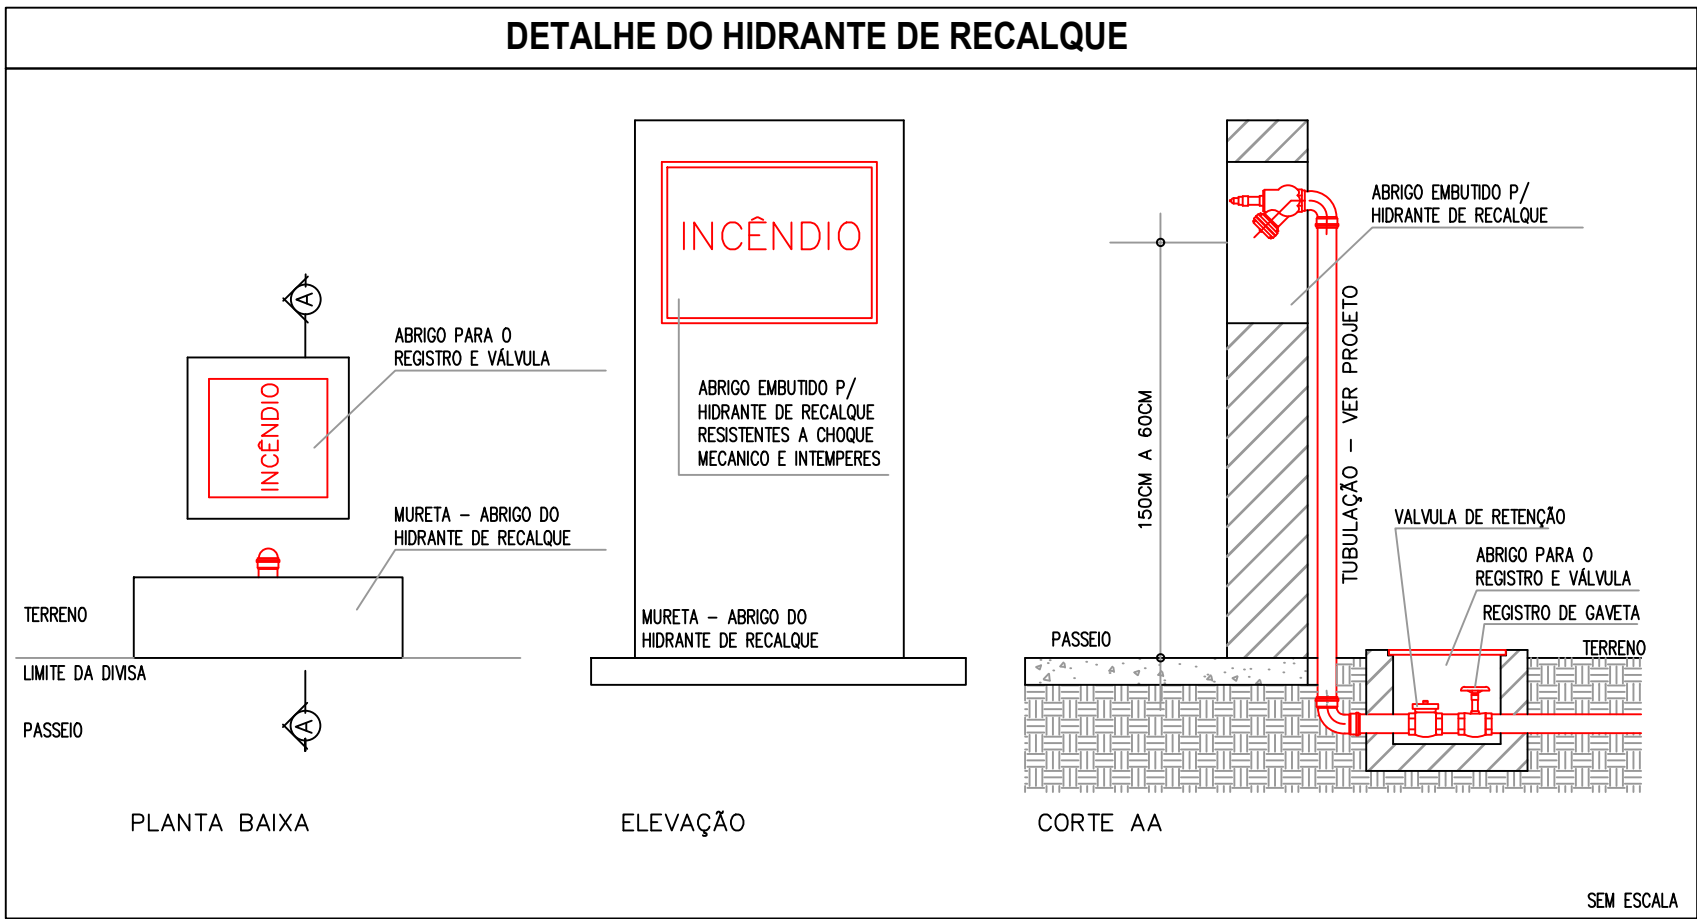 DETALHE DO HIDRANTE DE RECALQUE
A
ABRIGO PARA O
REGISTRO E VÁLVULA
INCÊNDIO
MURETA – ABRIGO DO
HIDRANTE DE RECALQUE
TERRENO
LIMITE DA DIVISA
PASSEIO
A
PLANTA BAIXA
INCÊNDIO
ABRIGO EMBUTIDO P/
HIDRANTE DE RECALQUE
RESISTENTES A CHOQUE
MECANICO E INTEMPERES
MURETA – ABRIGO DO
HIDRANTE DE RECALQUE
ELEVAÇÃO
ABRIGO EMBUTIDO P/
HIDRANTE DE RECALQUE
150CM A 60CM
TUBULAÇÃO – VER PROJETO
VALVULA DE RETENÇÃO
ABRIGO PARA O
REGISTRO E VÁLVULA
REGISTRO DE GAVETA
PASSEIO
TERRENO
CORTE AA
SEM ESCALA